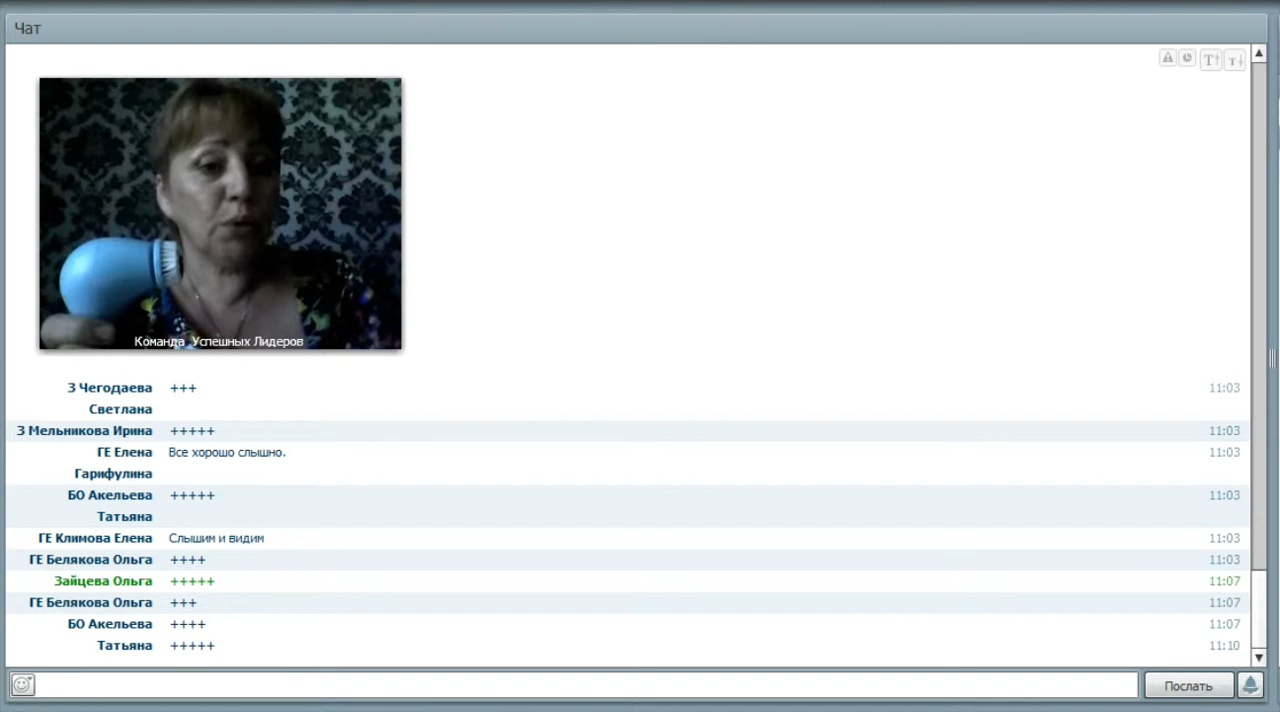 Чат
Команда Успешных Лидеров
З Чегодаева +++ 11:03
Светлана
З Мельникова Ирина +++++ 11:03
ГЕ Елена Все хорошо слышно. 11:03
Гарифулина
БО Акельева +++++ 11:03
Татьяна
ГЕ Климова Елена Слышим и видим 11:03
ГЕ Белякова Ольга ++++ 11:03
Зайцева Ольга +++++ 11:07
ГЕ Белякова Ольга +++ 11:07
БО Акельева ++++ 11:07
Татьяна +++++ 11:10
Послать